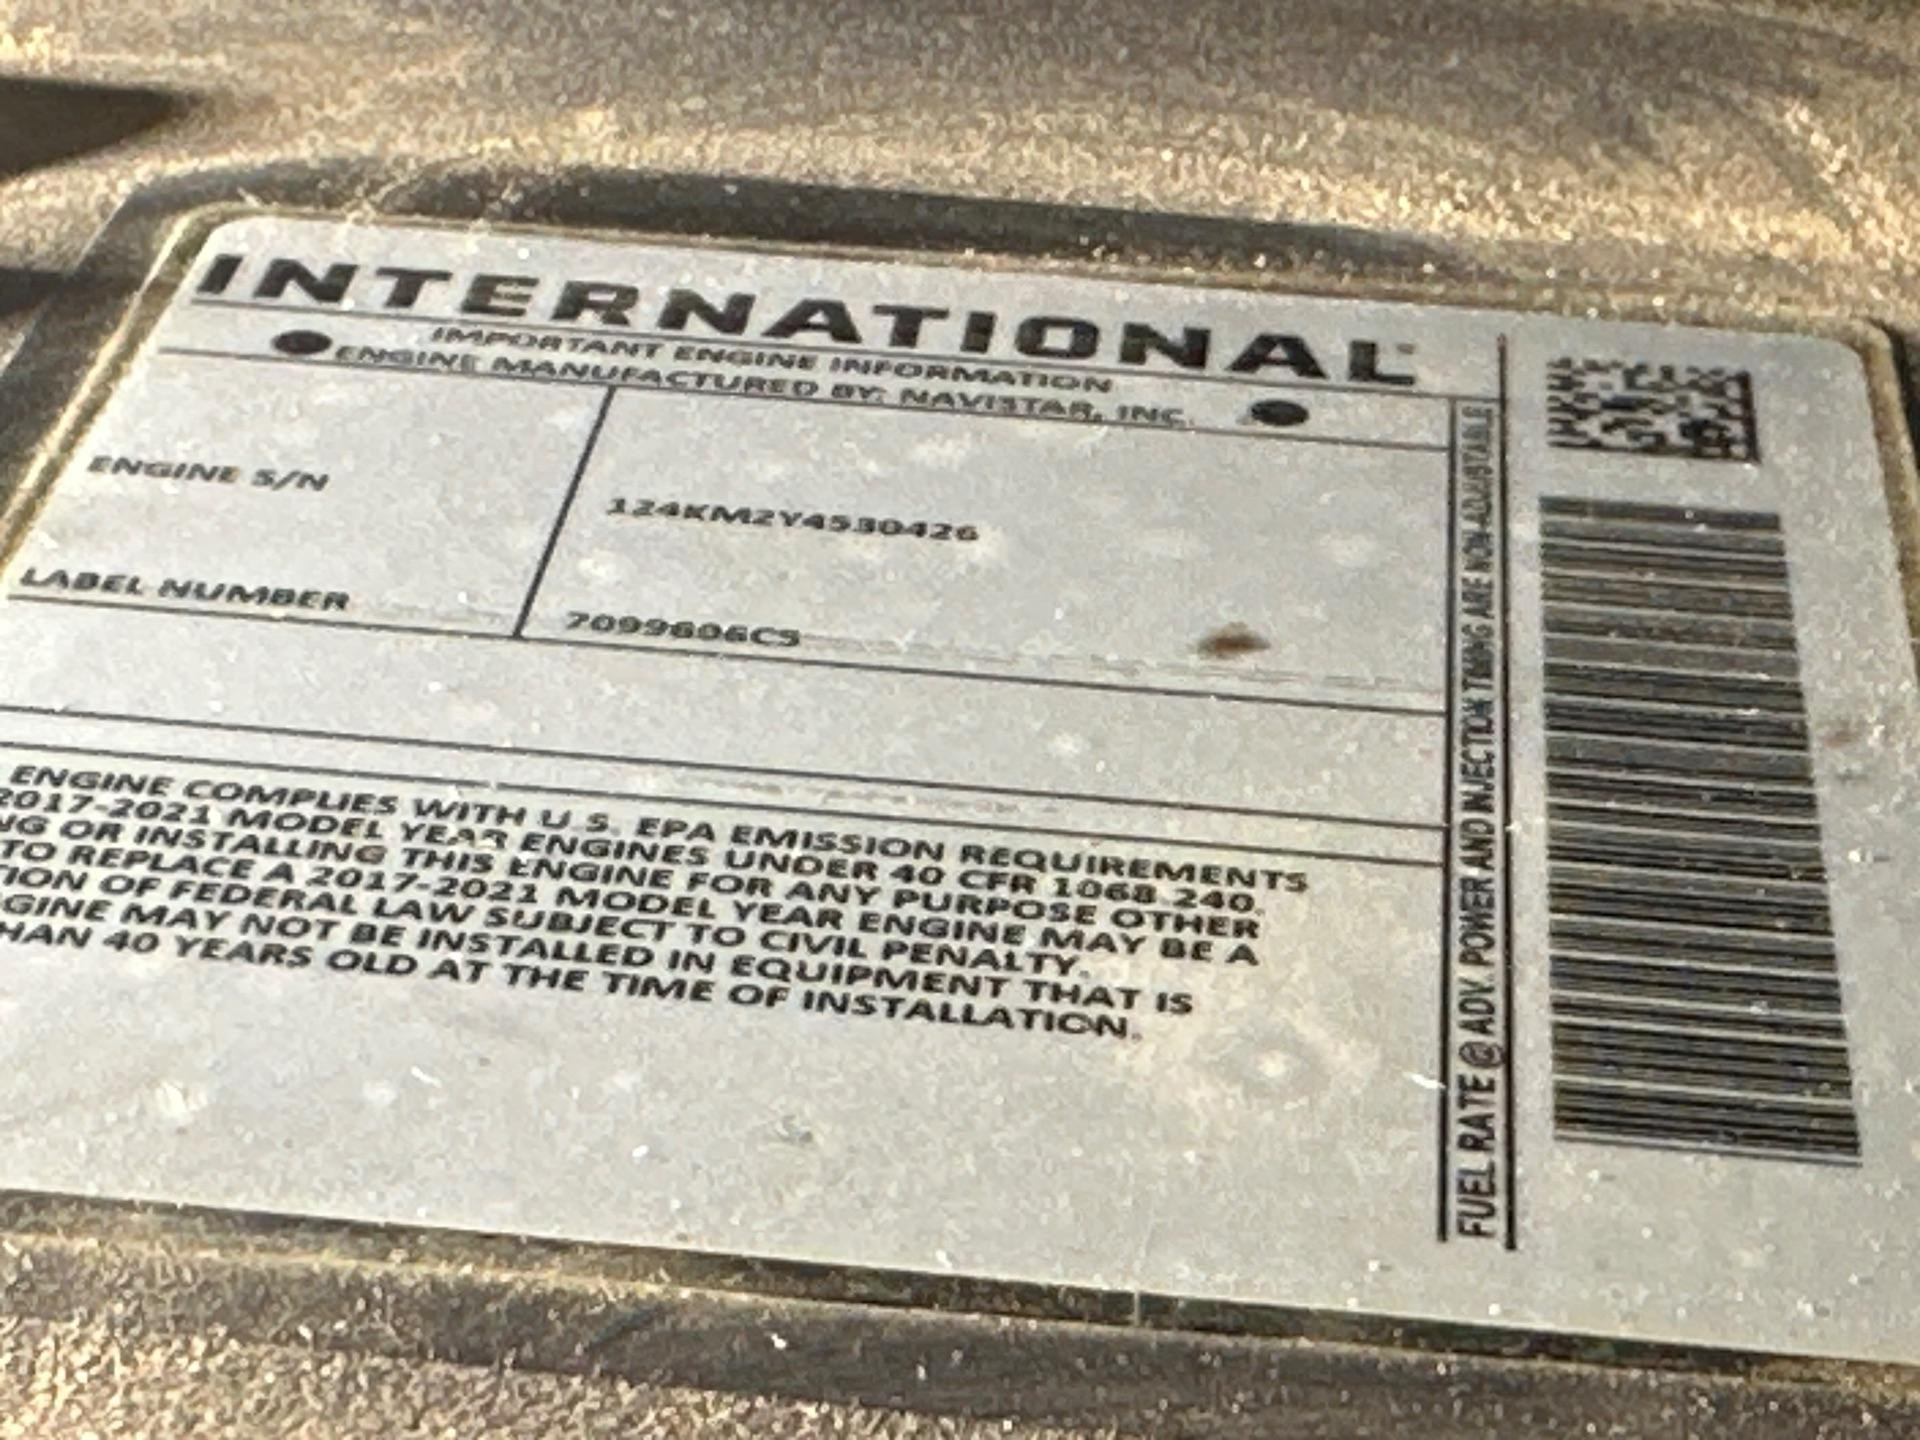 INTERNATIONAL
IMPORTANT ENGINE INFORMATION
ENGINE MANUFACTURED BY: NAVISTAR, INC.
ENGINE S/N
124KM2Y4530426
LABEL NUMBER
7099606C5
ENGINE COMPLIES WITH U.S. EPA EMISSION REQUIREMENTS
2017-2021 MODEL YEAR ENGINES UNDER 40 CFR 1068.240.
NG OR INSTALLING THIS ENGINE FOR ANY PURPOSE OTHER
TO REPLACE A 2017-2021 MODEL YEAR ENGINE MAY BE A
TION OF FEDERAL LAW SUBJECT TO CIVIL PENALTY.
GINE MAY NOT BE INSTALLED IN EQUIPMENT THAT IS
HAN 40 YEARS OLD AT THE TIME OF INSTALLATION.
FUEL RATE @ ADV. POWER AND INJECTION TIMING ARE NON-ADJUSTABLE